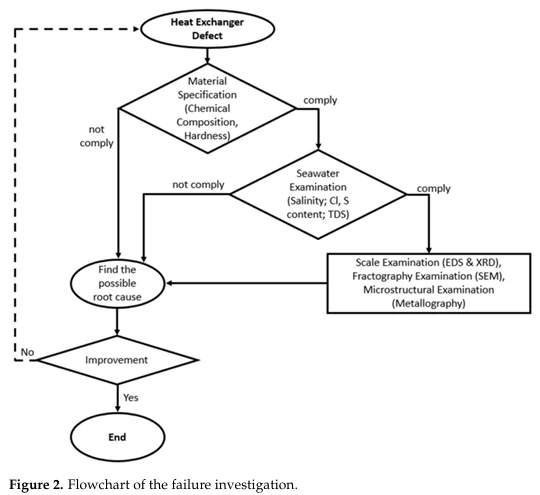 Heat Exchanger
Defect
Material
Specification
(Chemical
Composition,
Hardness)
comply
not
comply
Seawater
Examination
(Salinity; Cl, S
content; TDS)
not comply
comply
Scale Examination (EDS & XRD),
Fractography Examination (SEM),
Microstructural Examination
(Metallography)
Find the
possible
root cause
Improvement
No
Yes
End
Figure 2. Flowchart of the failure investigation.